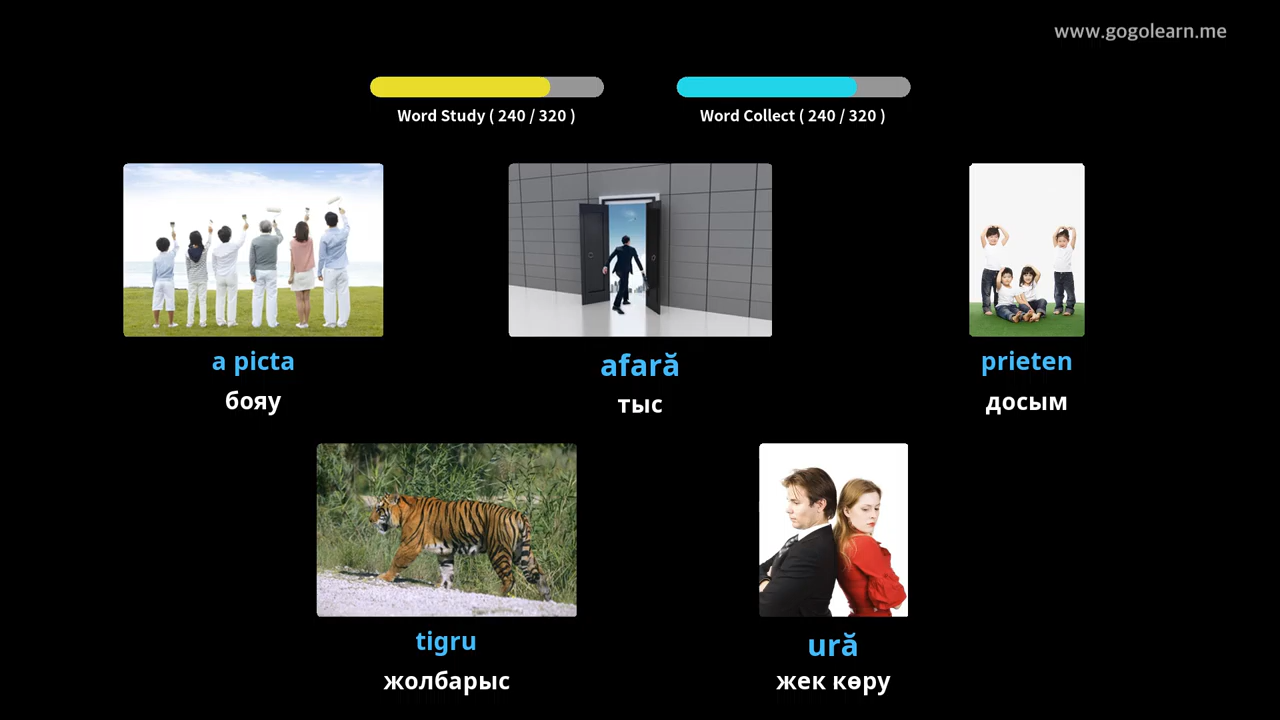 www.gogolearn.me
Word Study ( 240 / 320 )
Word Collect ( 240 / 320 )
a picta
бояу
afară
тыс
prieten
досым
tigru
жолбарыс
ură
жек көру